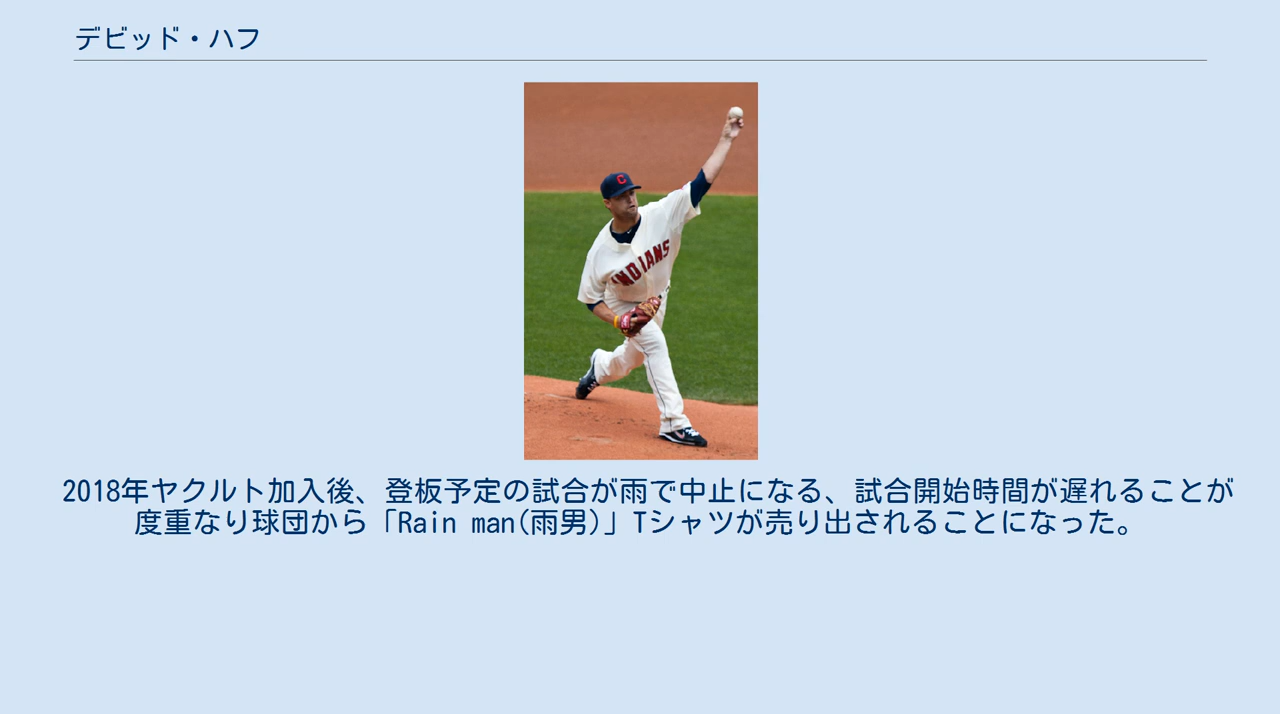 デビッド・ハフ
C
INDIANS
2018年ヤクルト加入後、登板予定の試合が雨で中止になる、試合開始時間が遅れることが
度重なり球団から「Rain man(雨男)」Tシャツが売り出されることになった。